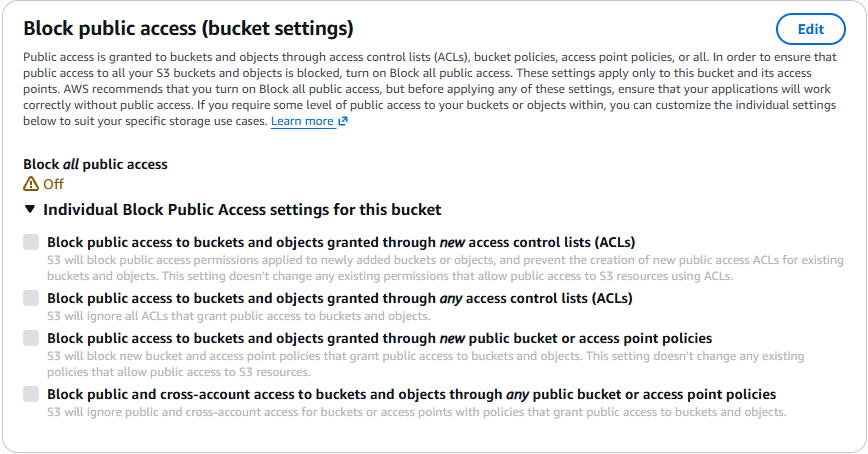 Block public access (bucket settings)
Edit
Public access is granted to buckets and objects through access control lists (ACLs), bucket policies, access point policies, or all. In order to ensure that
public access to all your S3 buckets and objects is blocked, turn on Block all public access. These settings apply only to this bucket and its access
points. AWS recommends that you turn on Block all public access, but before applying any of these settings, ensure that your applications will work
correctly without public access. If you require some level of public access to your buckets or objects within, you can customize the individual settings
below to suit your specific storage use cases. Learn more
Block all public access
Off
Individual Block Public Access settings for this bucket
Block public access to buckets and objects granted through new access control lists (ACLs)
S3 will block public access permissions applied to newly added buckets or objects, and prevent the creation of new public access ACLs for existing
buckets and objects. This setting doesn't change any existing permissions that allow public access to S3 resources using ACLs.
Block public access to buckets and objects granted through any access control lists (ACLs)
S3 will ignore all ACLs that grant public access to buckets and objects.
Block public access to buckets and objects granted through new public bucket or access point policies
S3 will block new bucket and access point policies that grant public access to buckets and objects. This setting doesn't change any existing
policies that allow public access to S3 resources.
Block public and cross-account access to buckets and objects through any public bucket or access point policies
S3 will ignore public and cross-account access for buckets or access points with policies that grant public access to buckets and objects.